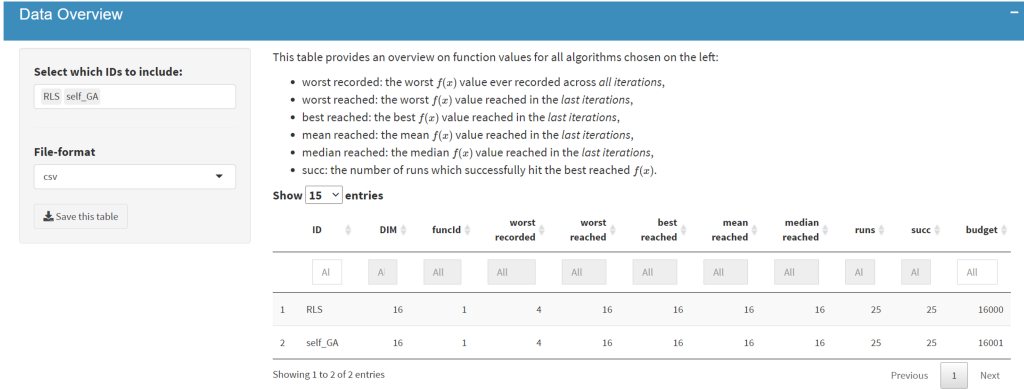 Data Overview
Select which IDs to include:
RLS self_GA
File-format
csv
Save this table
This table provides an overview on function values for all algorithms chosen on the left:
• worst recorded: the worst f(x) value ever recorded across all iterations,
• worst reached: the worst f(x) value reached in the last iterations,
• best reached: the best f(x) value reached in the last iterations,
• mean reached: the mean f(x) value reached in the last iterations,
• median reached: the median f(x) value reached in the last iterations,
• succ: the number of runs which successfully hit the best reached f(x).
Show 15 entries
ID DIM funcId worst recorded worst reached best reached mean reached median reached runs succ budget
Al Al All All All All All All Al Al All
1 RLS 16 1 4 16 16 16 16 25 25 16000
2 self_GA 16 1 4 16 16 16 16 25 25 16001
Showing 1 to 2 of 2 entries
Previous 1 Next